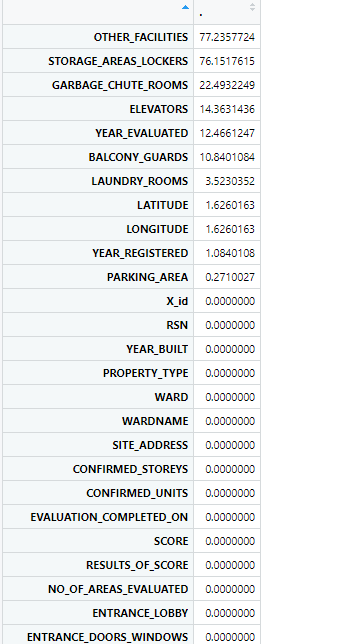 .
OTHER_FACILITIES 77.2357724
STORAGE_AREAS_LOCKERS 76.1517615
GARBAGE_CHUTE_ROOMS 22.4932249
ELEVATORS 14.3631436
YEAR_EVALUATED 12.4661247
BALCONY_GUARDS 10.8401084
LAUNDRY_ROOMS 3.5230352
LATITUDE 1.6260163
LONGITUDE 1.6260163
YEAR_REGISTERED 1.0840108
PARKING_AREA 0.2710027
X_id 0.0000000
RSN 0.0000000
YEAR_BUILT 0.0000000
PROPERTY_TYPE 0.0000000
WARD 0.0000000
WARDNAME 0.0000000
SITE_ADDRESS 0.0000000
CONFIRMED_STOREYS 0.0000000
CONFIRMED_UNITS 0.0000000
EVALUATION_COMPLETED_ON 0.0000000
SCORE 0.0000000
RESULTS_OF_SCORE 0.0000000
NO_OF_AREAS_EVALUATED 0.0000000
ENTRANCE_LOBBY 0.0000000
ENTRANCE_DOORS_WINDOWS 0.0000000